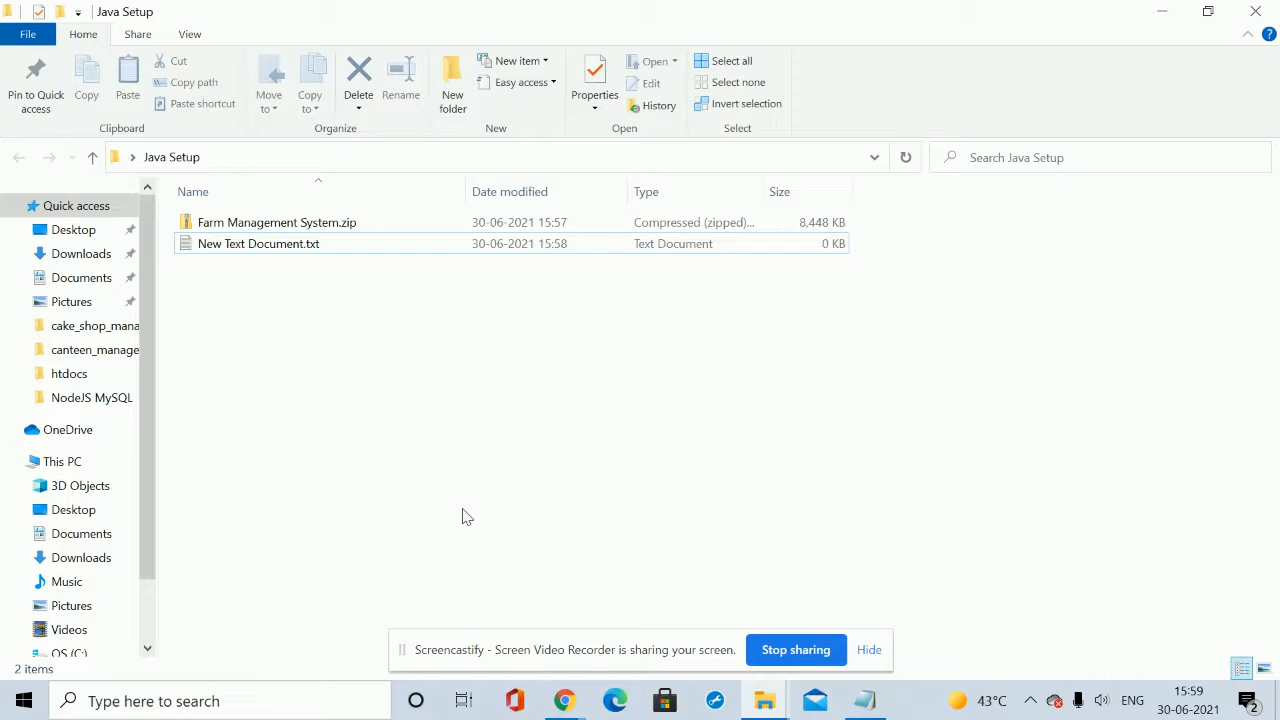 Java Setup
File Home Share View
Pin to Quick access
Copy
Paste
Cut
Copy path
Paste shortcut
Clipboard
Move to
Copy to
Delete
Rename
Organize
New folder
New item
Easy access
New
Properties
Open
Edit
History
Open
Select all
Select none
Invert selection
Select
Java Setup
Search Java Setup
Name Date modified Type Size
Farm Management System.zip 30-06-2021 15:57 Compressed (zipped)... 8,448 KB
New Text Document.txt 30-06-2021 15:58 Text Document 0 KB
Quick access
Desktop
Downloads
Documents
Pictures
cake_shop_mana
canteen_manage
htdocs
NodeJS MySQL
OneDrive
This PC
3D Objects
Desktop
Documents
Downloads
Music
Pictures
Videos
OS (C:)
2 items
Screencastify - Screen Video Recorder is sharing your screen. Stop sharing Hide
Type here to search
43°C
ENG
15:59
30-06-2021
2